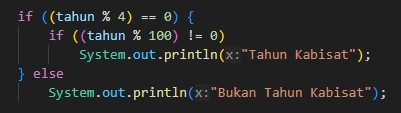 if ((tahun % 4) == 0) {
if ((tahun % 100) != 0)
System.out.println(x:"Tahun Kabisat");
} else
System.out.println(x:"Bukan Tahun Kabisat");